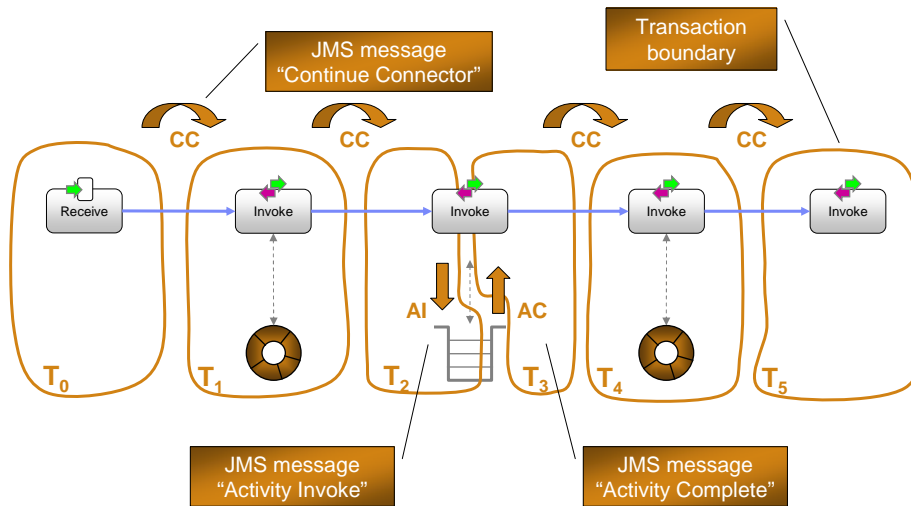 JMS message
“Continue Connector”
Transaction
boundary
CC
CC
CC
CC
Receive
Invoke
Invoke
Invoke
Invoke
AI
AC
T0
T1
T2
T3
T4
T5
JMS message
“Activity Invoke”
JMS message
“Activity Complete”